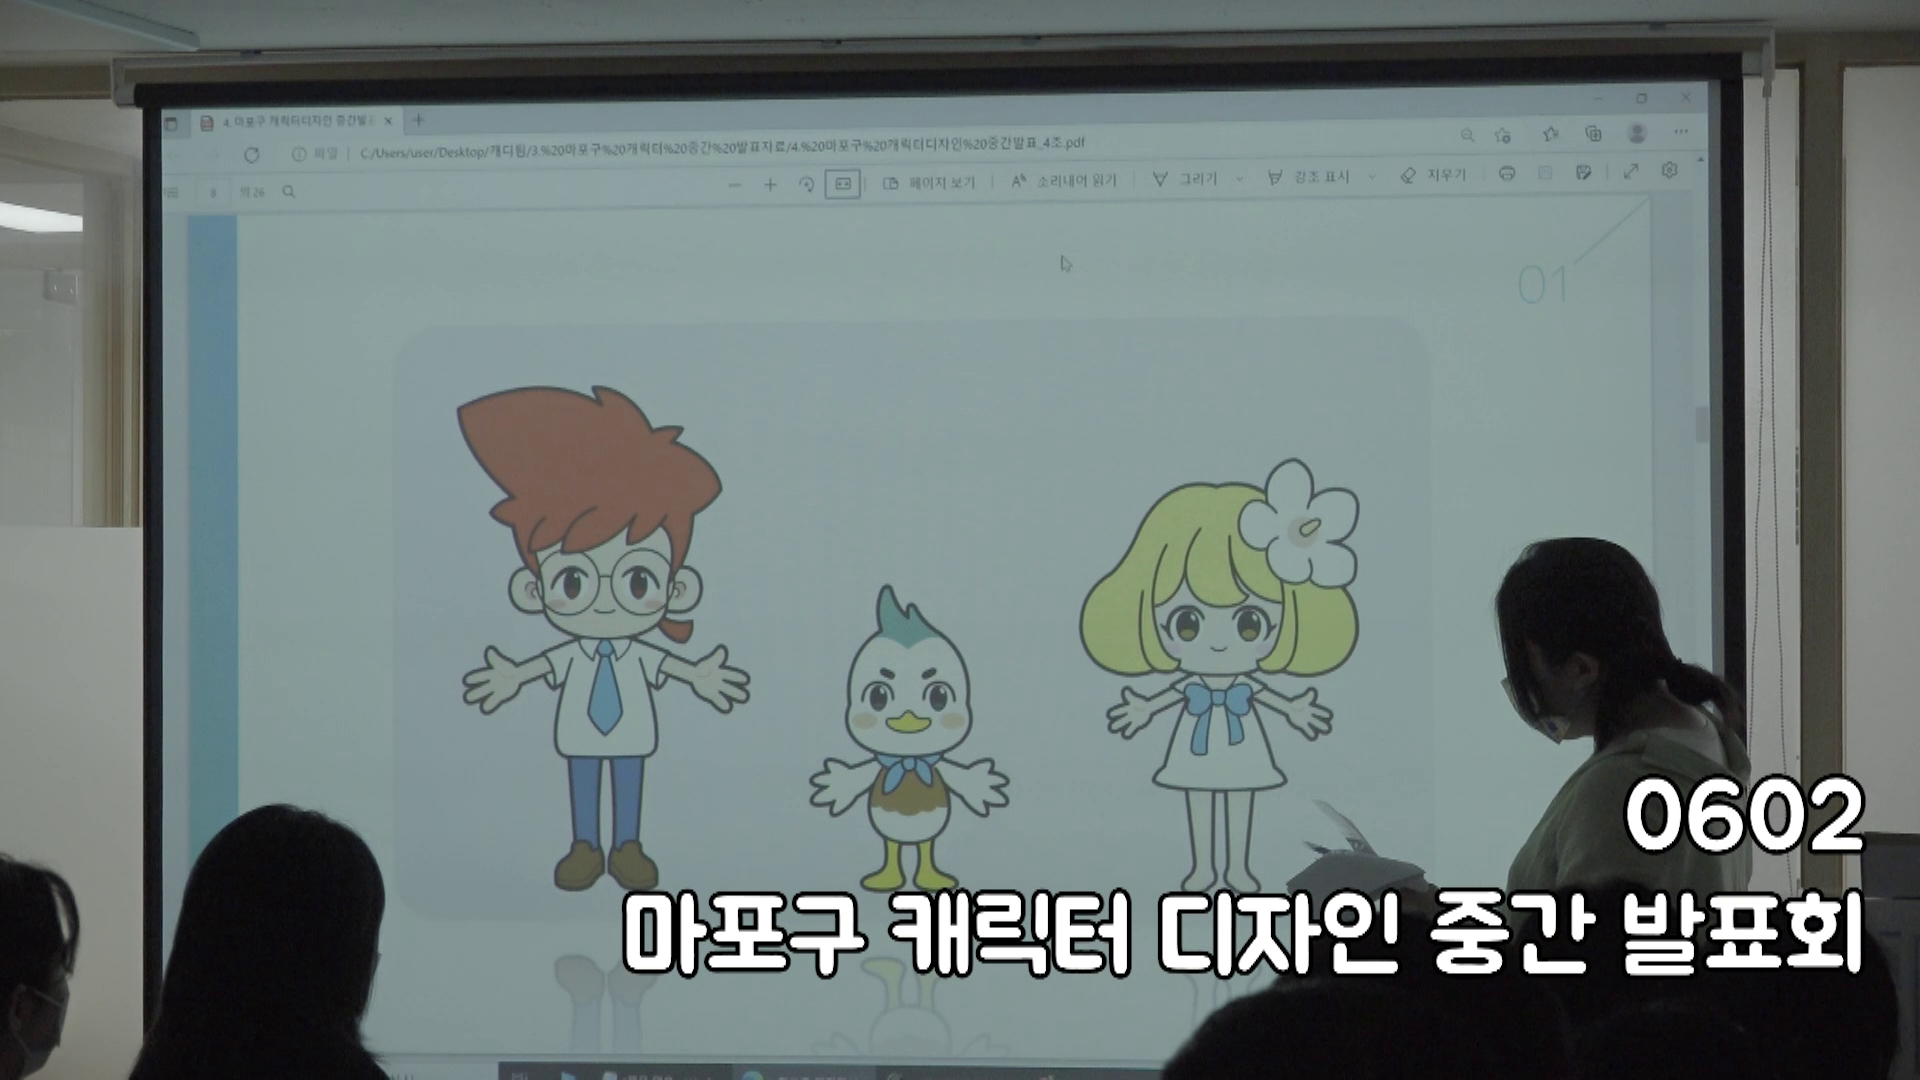 4. 마포구 캐릭터디자인 중간발표
파일 C:/Users/user/Desktop/캐디팀/3.%20마포구%20캐릭터%20중간%20발표자료/4.%20마포구%20캐릭터디자인%20중간발표_4조.pdf
8 의 26 페이지 보기 소리내어 읽기 그리기 강조 표시 지우기
01
0602
마포구 캐릭터 디자인 중간 발표회